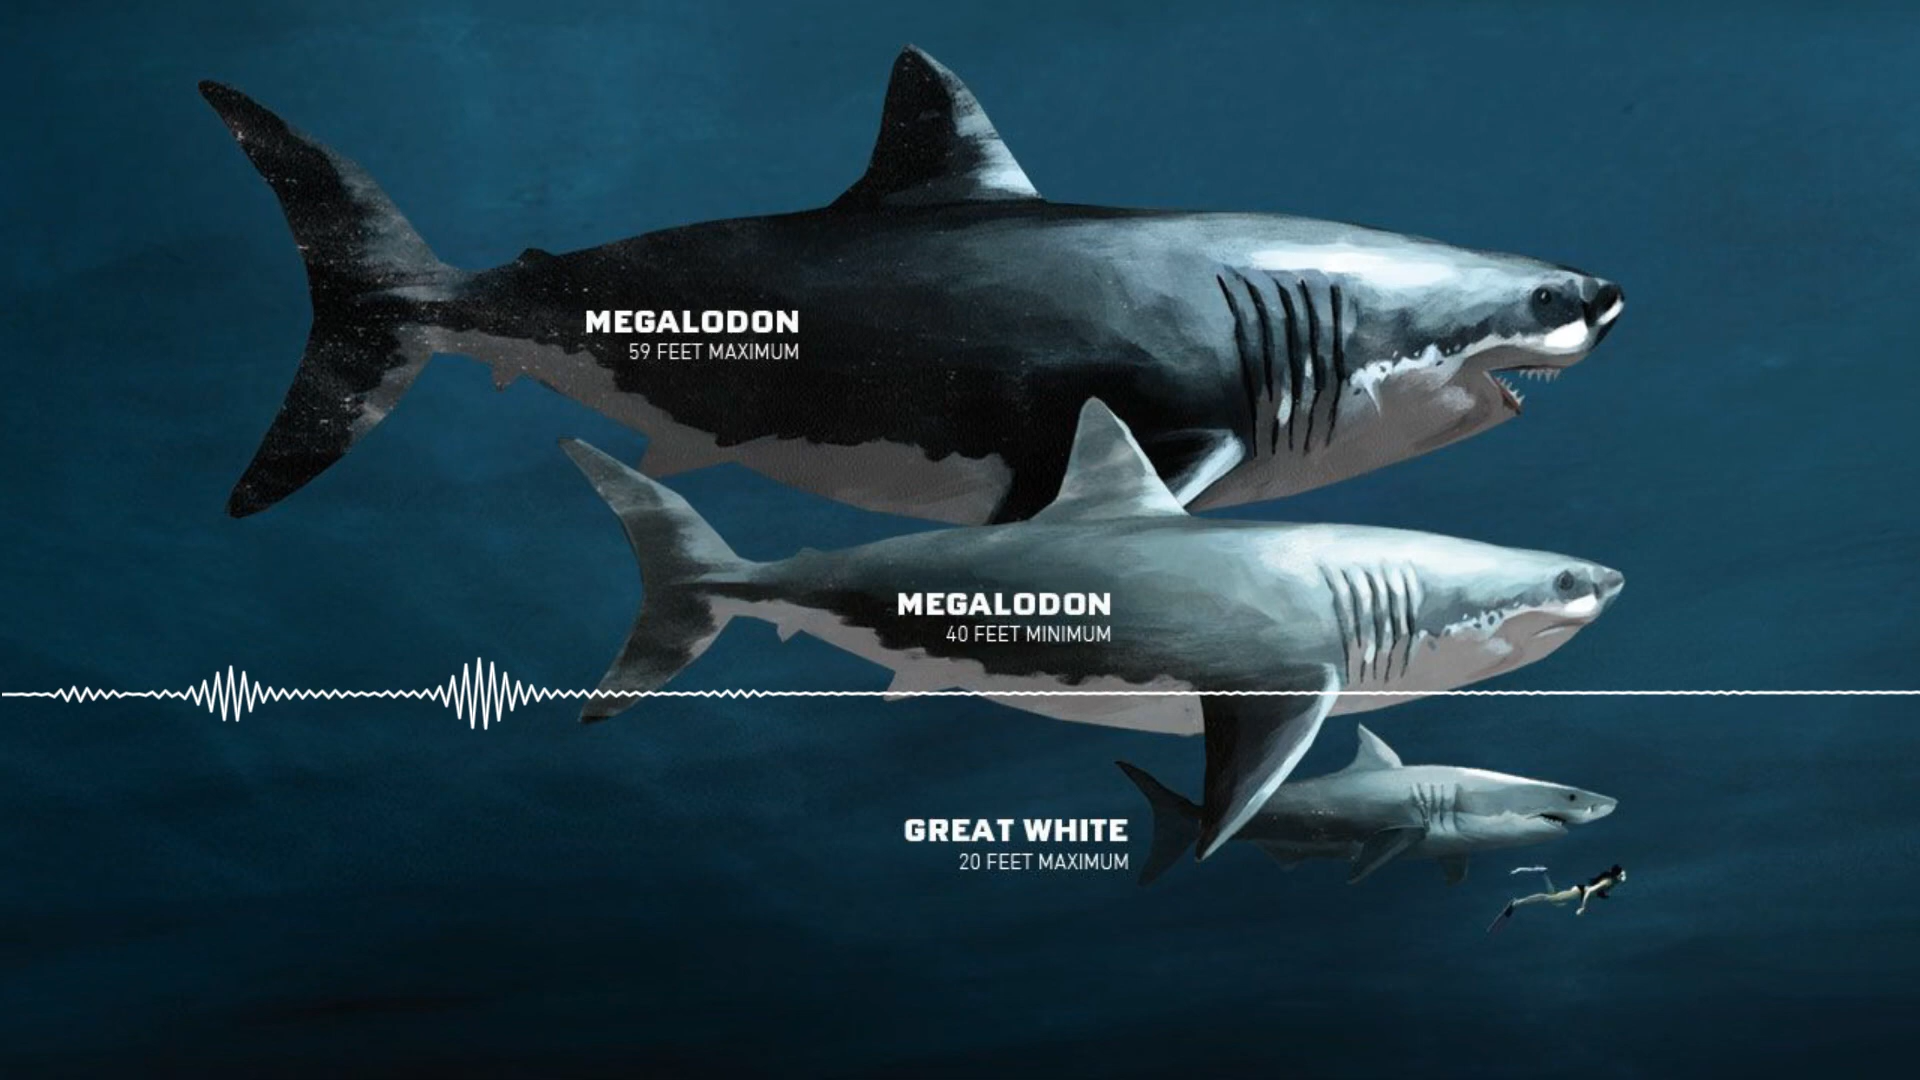 MEGALODON
59 FEET MAXIMUM
MEGALODON
40 FEET MINIMUM
GREAT WHITE
20 FEET MAXIMUM